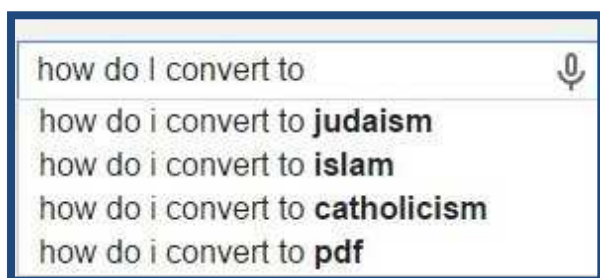 how do I convert to
how do i convert to judaism
how do i convert to islam
how do i convert to catholicism
how do i convert to pdf